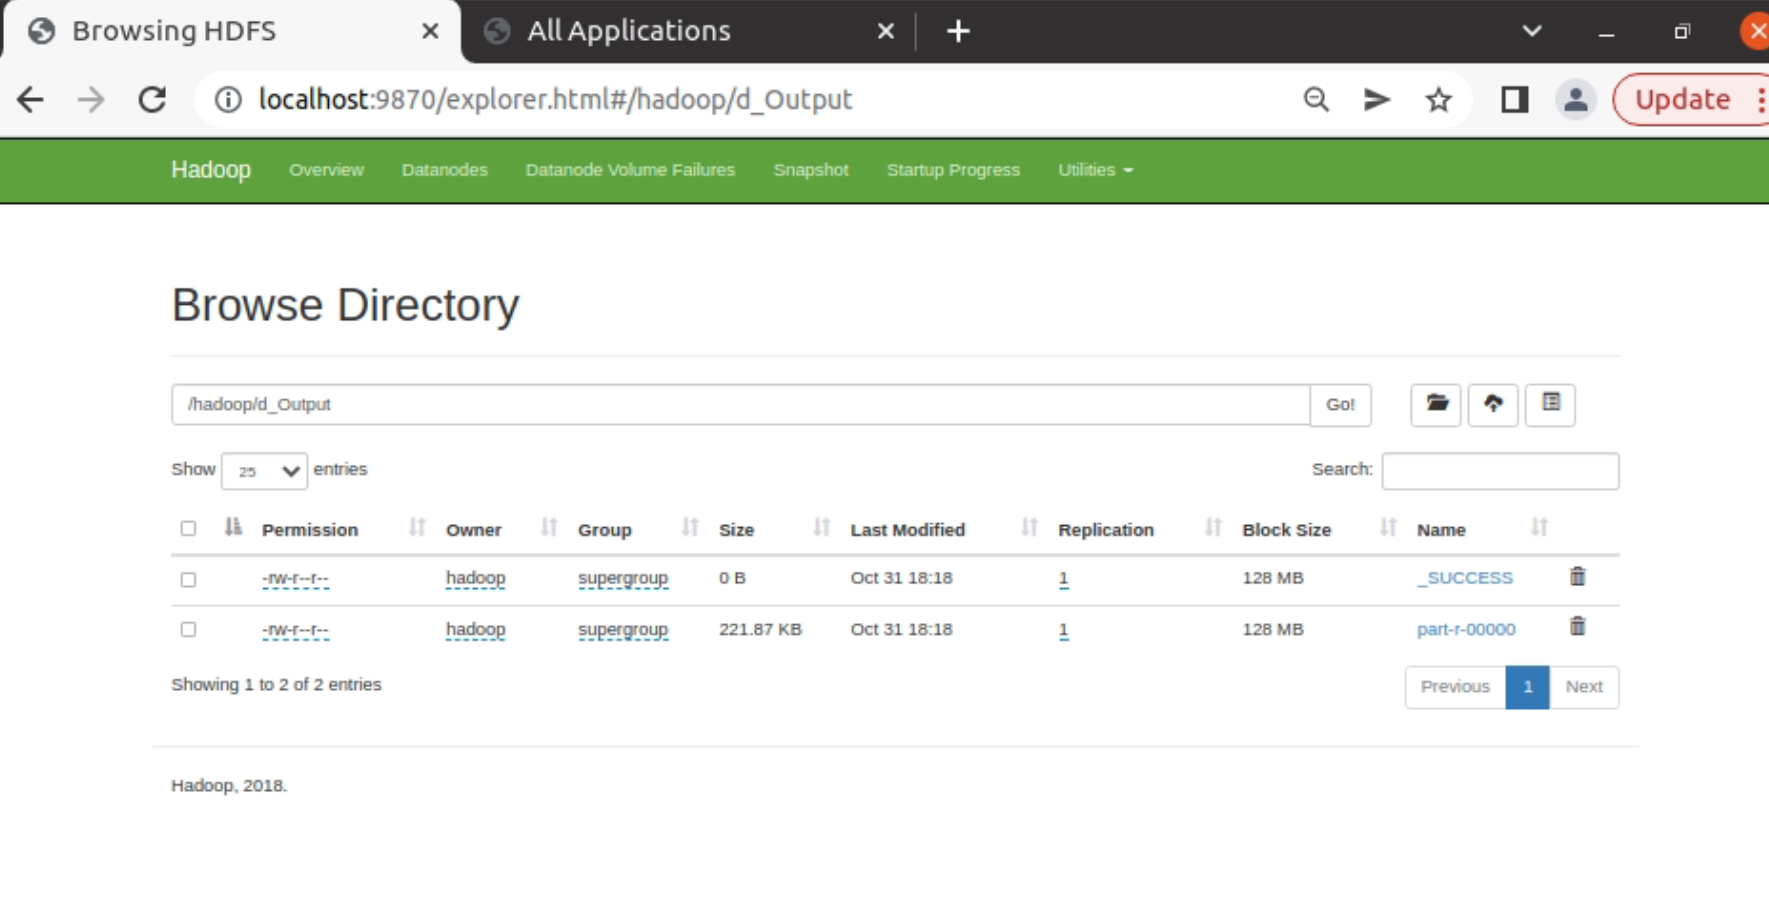 Browsing HDFS All Applications
localhost:9870/explorer.html#/hadoop/d_Output Update
Hadoop Overview Datanodes Datanode Volume Failures Snapshot Startup Progress Utilities
Browse Directory
/hadoop/d_Output Go!
Show 25 entries Search:
Permission Owner Group Size Last Modified Replication Block Size Name
-rw-r--r-- hadoop supergroup 0 B Oct 31 18:18 1 128 MB _SUCCESS
-rw-r--r-- hadoop supergroup 221.87 KB Oct 31 18:18 1 128 MB part-r-00000
Showing 1 to 2 of 2 entries Previous 1 Next
Hadoop, 2018.